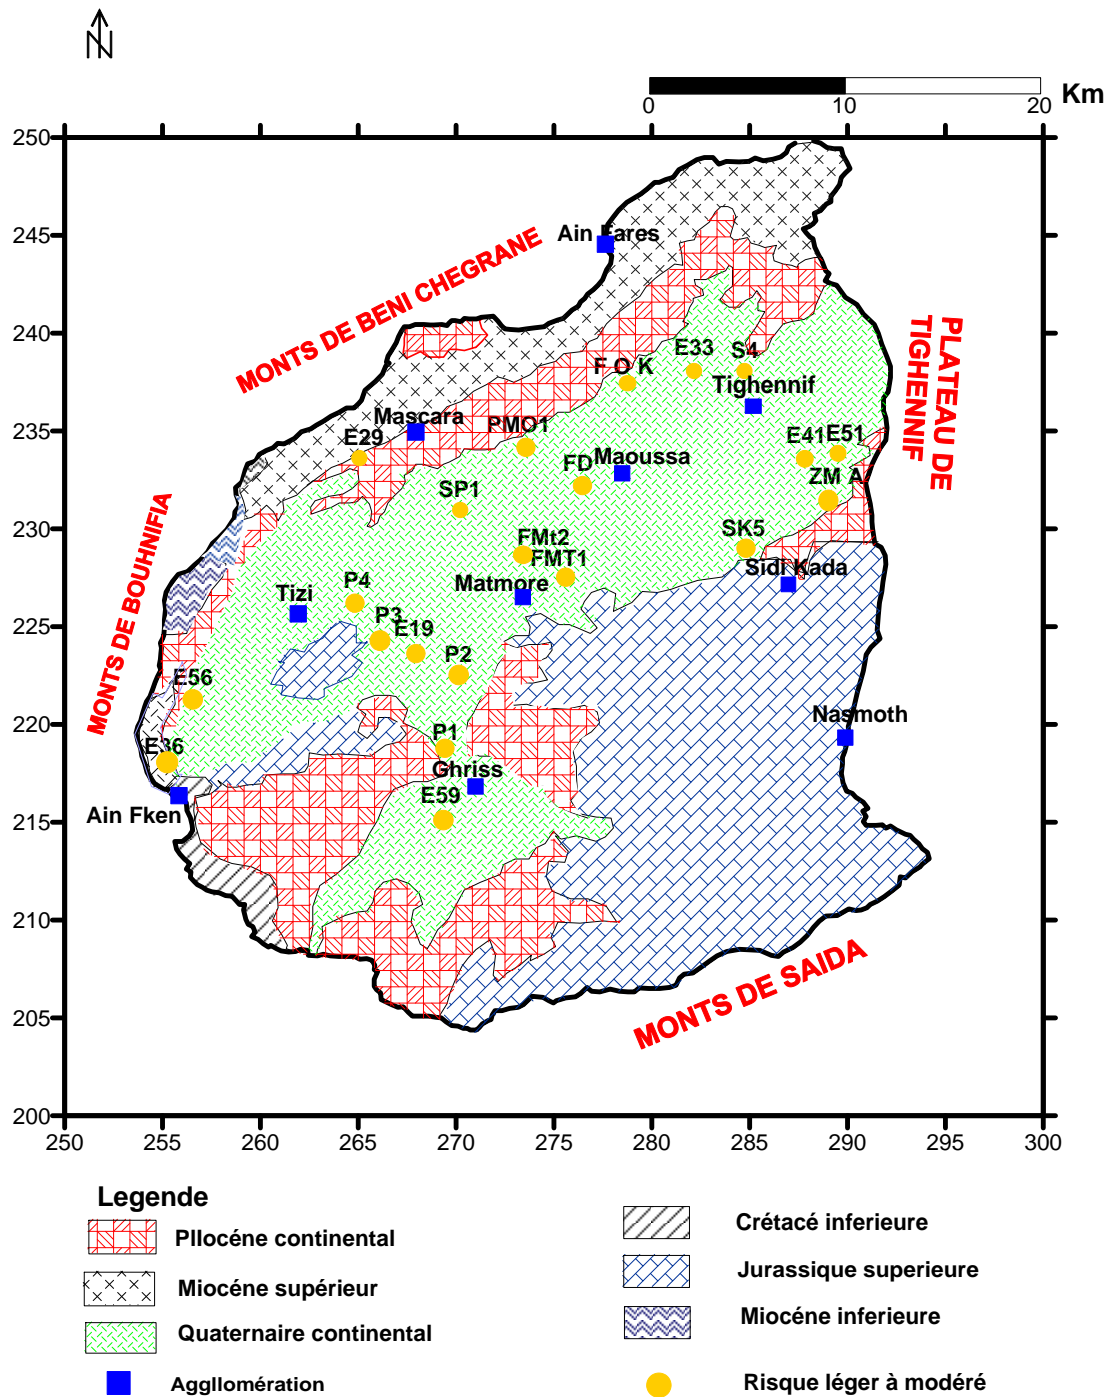 N
Km
0 10 20
250
245
240
235
230
225
220
215
210
205
200
250 255 260 265 270 275 280 285 290 295 300
MONTS DE BENI CHEGRANE
PLATEAU DE
TIGHENNIF
MONTS DE BOUHNIFIA
MONTS DE SAIDA
Ain Fares
E33
S4
F O K
Tighennif
Mascara
PMO1
E29
E41
E51
FD
Maoussa
ZM A
SP1
SK5
FMt2
FMT1
Sidi Kada
Matmore
Tizi
P4
P3
E19
P2
E56
Nasmoth
P1
E36
Ghriss
E59
Ain Fken
Legende
Pllocéne continental
Miocéne supérieur
Quaternaire continental
Aggllomération
Crétacé inferieure
Jurassique superieure
Miocéne inferieure
Risque léger à modéré